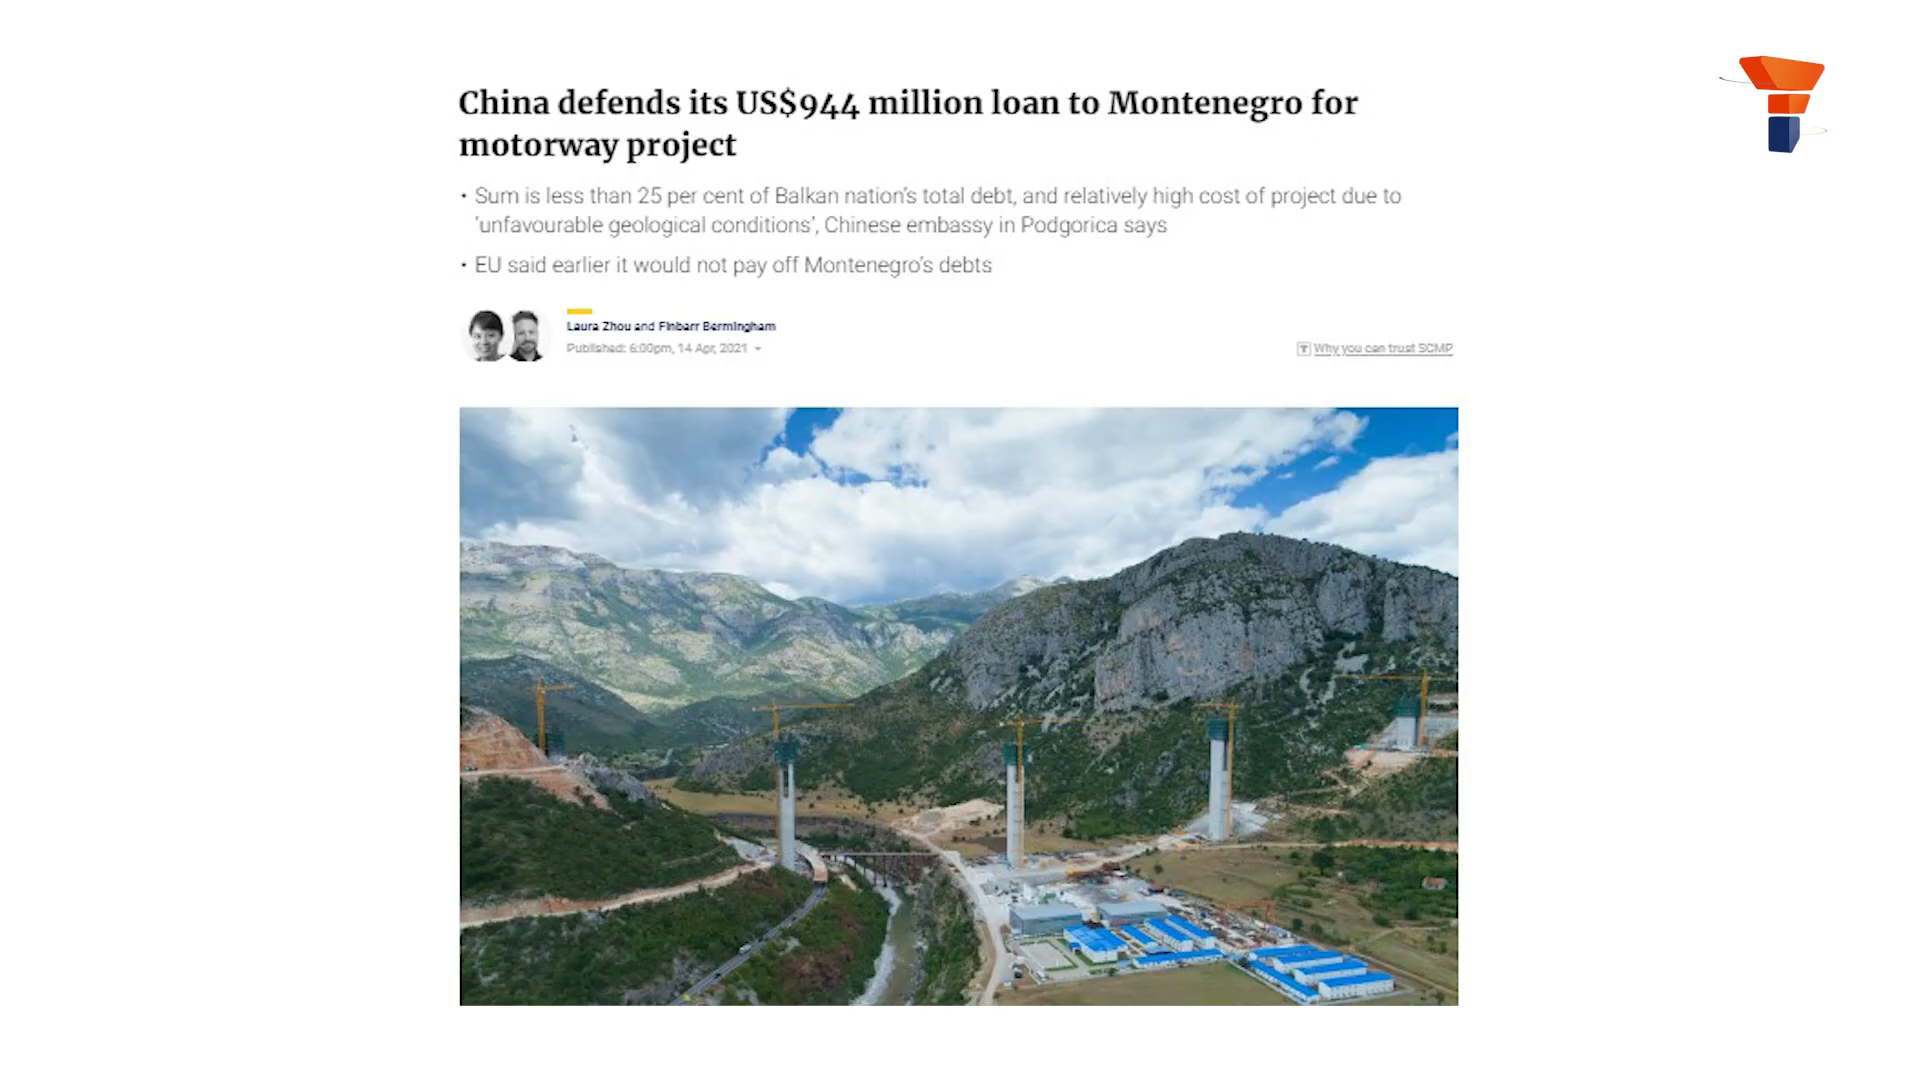 China defends its US$944 million loan to Montenegro for
motorway project
• Sum is less than 25 per cent of Balkan nation's total debt, and relatively high cost of project due to
'unfavourable geological conditions', Chinese embassy in Podgorica says
• EU said earlier it would not pay off Montenegro's debts
Laura Zhou and Finbarr Bermingham
Published: 6:00pm, 14 Apr, 2021
Why you can trust SCMP